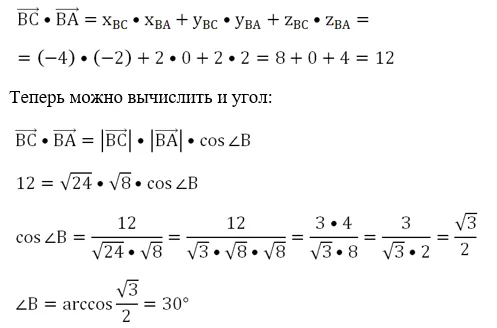 BC⃗ • BA⃗ = x_BC • x_BA + y_BC • y_BA + z_BC • z_BA =
= (−4) • (−2) + 2 • 0 + 2 • 2 = 8 + 0 + 4 = 12
Теперь можно вычислить и угол:
BC⃗ • BA⃗ = |BC⃗| • |BA⃗| • cos ∠B
12 = √24 • √8 • cos ∠B
cos ∠B = 12/(√24 • √8) = 12/(√3 • √8 • √8) = (3 • 4)/(√3 • 8) = 3/(√3 • 2) = √3/2
∠B = arccos √3/2 = 30°